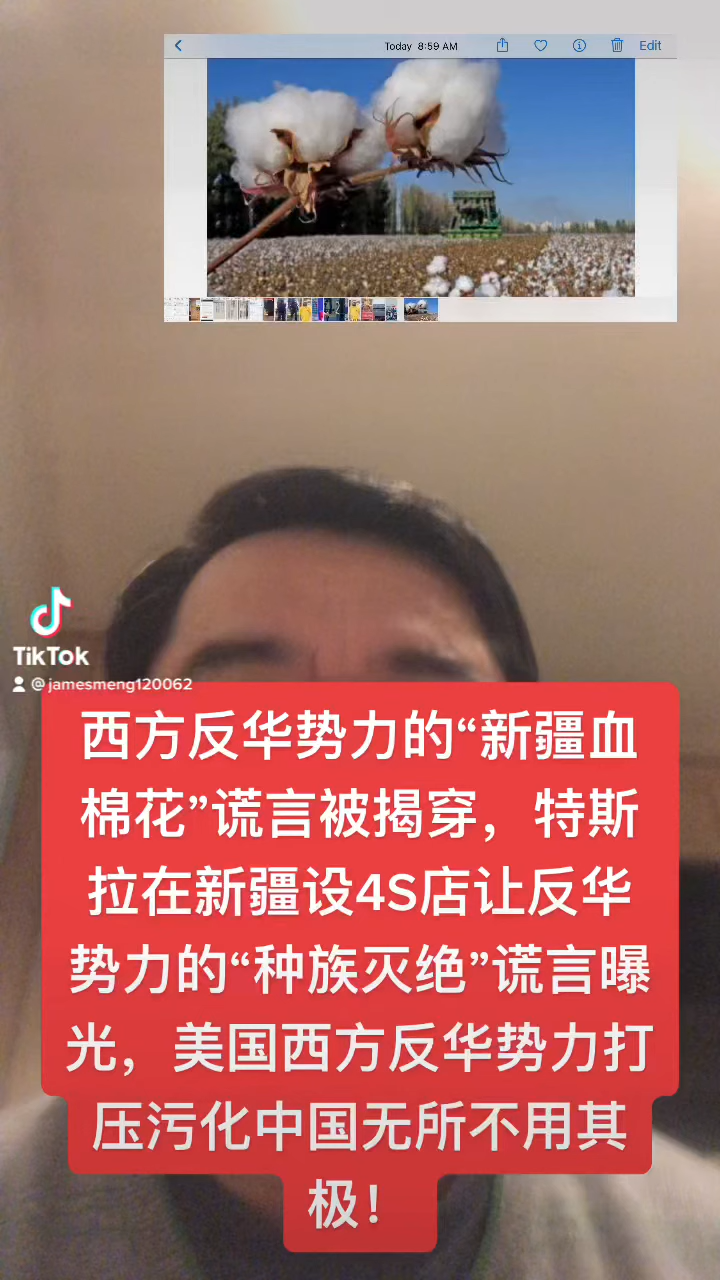 Today 8:59 AM
Edit
TikTok
@jamesmeng120062
西方反华势力的“新疆血
棉花”谎言被揭穿，特斯
拉在新疆设4S店让反华
势力的“种族灭绝”谎言曝
光，美国西方反华势力打
压污化中国无所不用其
极！